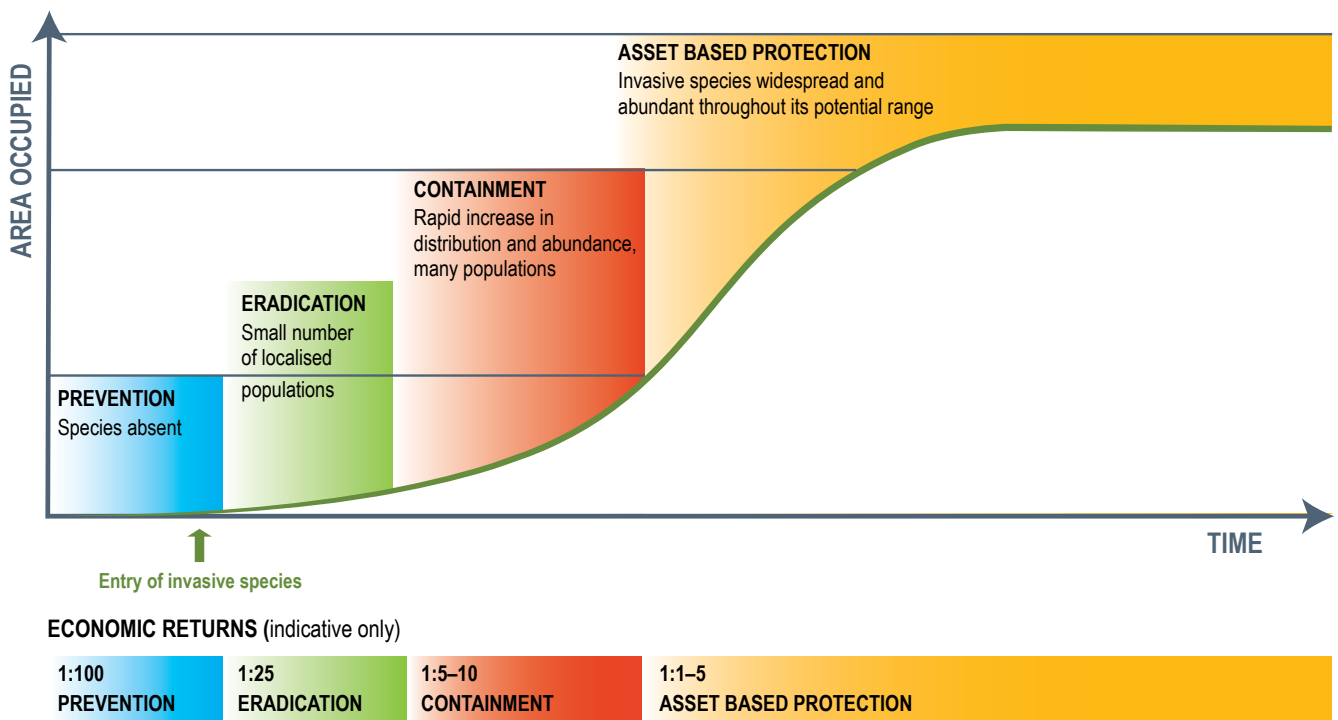 AREA OCCUPIED
ASSET BASED PROTECTION
Invasive species widespread and
abundant throughout its potential range
CONTAINMENT
Rapid increase in
distribution and abundance,
many populations
ERADICATION
Small number
of localised
populations
PREVENTION
Species absent
TIME
Entry of invasive species
ECONOMIC RETURNS (indicative only)
1:100
PREVENTION
1:25
ERADICATION
1:5–10
CONTAINMENT
1:1–5
ASSET BASED PROTECTION